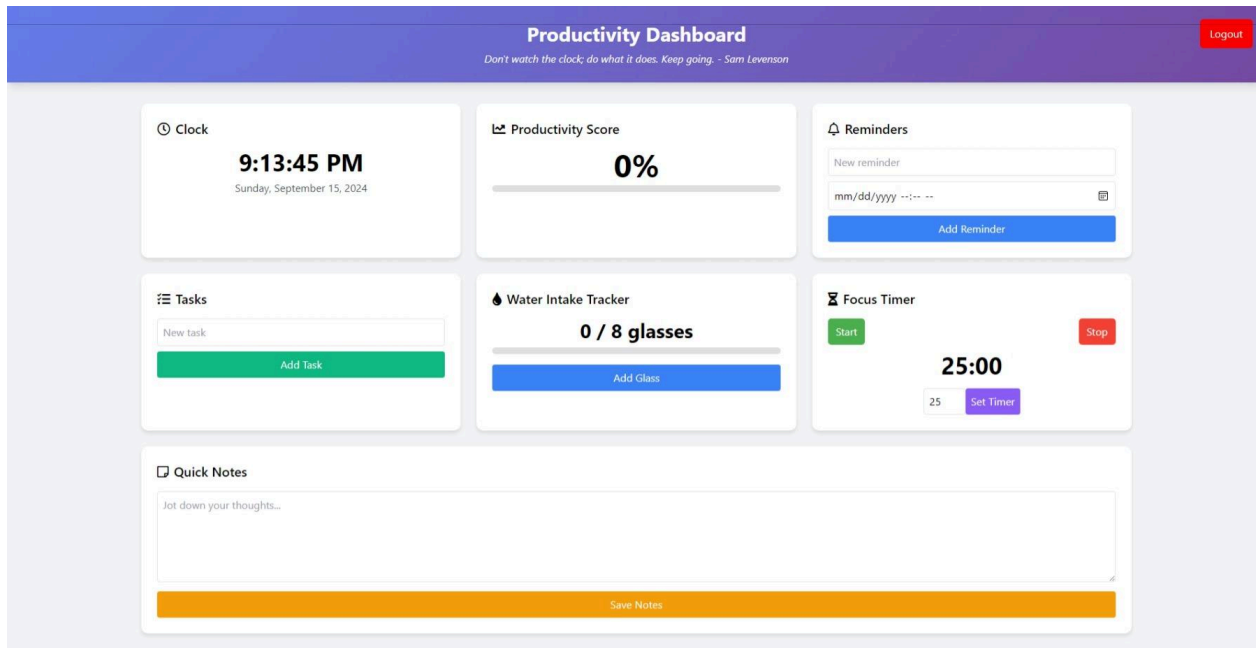 Productivity Dashboard
Don't watch the clock; do what it does. Keep going. - Sam Levenson
Logout
Clock
9:13:45 PM
Sunday, September 15, 2024
Productivity Score
0%
Reminders
New reminder
mm/dd/yyyy --:-- --
Add Reminder
Tasks
New task
Add Task
Water Intake Tracker
0 / 8 glasses
Add Glass
Focus Timer
Start
Stop
25:00
25
Set Timer
Quick Notes
Jot down your thoughts...
Save Notes